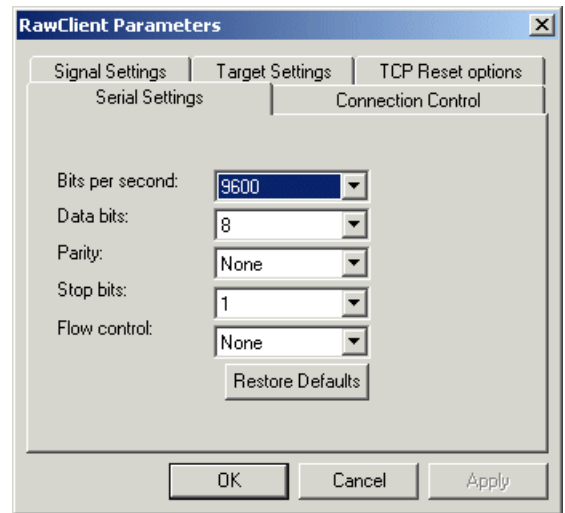 RawClient Parameters
Signal Settings
Target Settings
TCP Reset options
Serial Settings
Connection Control
Bits per second: 9600
Data bits: 8
Parity: None
Stop bits: 1
Flow control: None
Restore Defaults
OK
Cancel
Apply